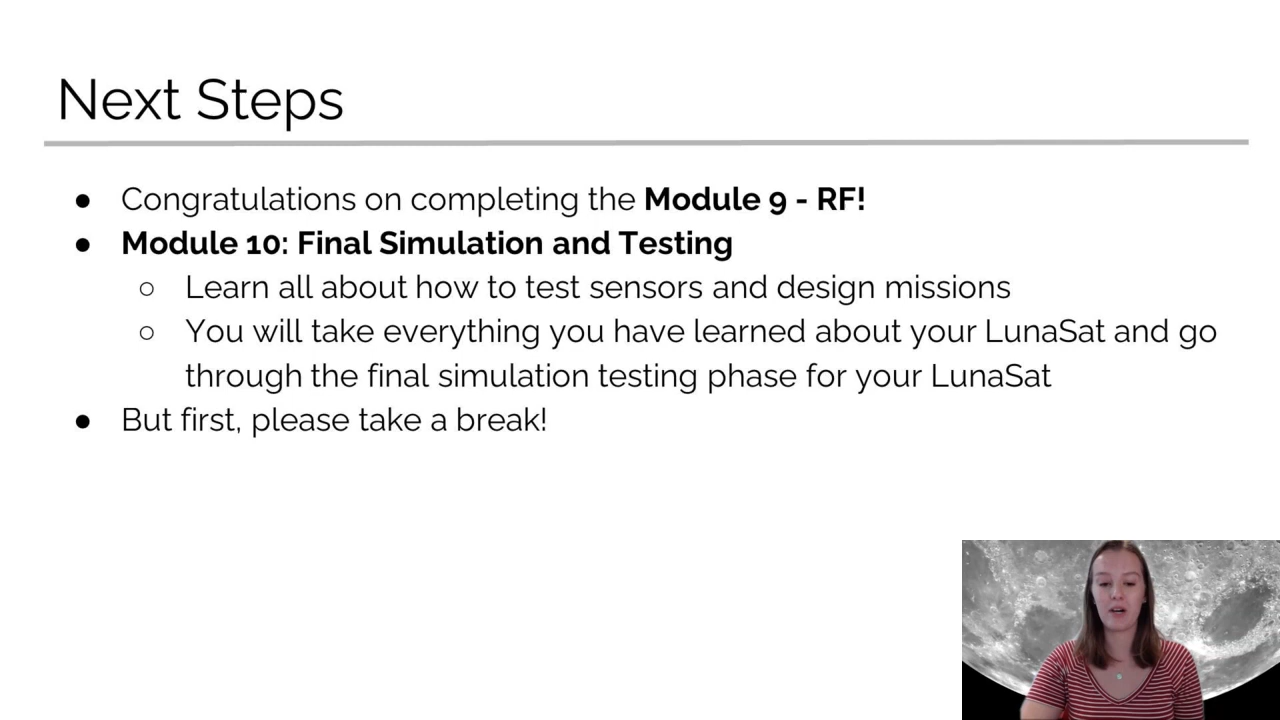 Next Steps
● Congratulations on completing the Module 9 - RF!
● Module 10: Final Simulation and Testing
○ Learn all about how to test sensors and design missions
○ You will take everything you have learned about your LunaSat and go
through the final simulation testing phase for your LunaSat
● But first, please take a break!